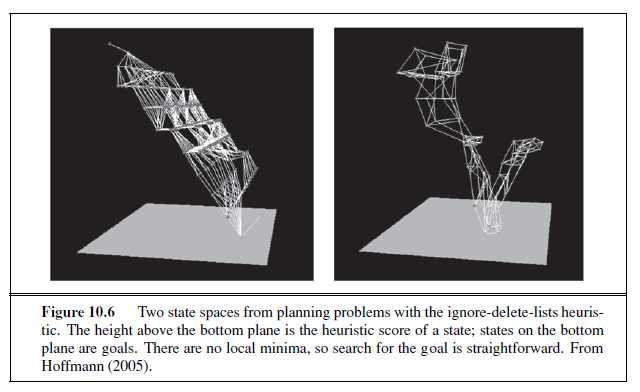 Figure 10.6 Two state spaces from planning problems with the ignore-delete-lists heuris-
tic. The height above the bottom plane is the heuristic score of a state; states on the bottom
plane are goals. There are no local minima, so search for the goal is straightforward. From
Hoffmann (2005).